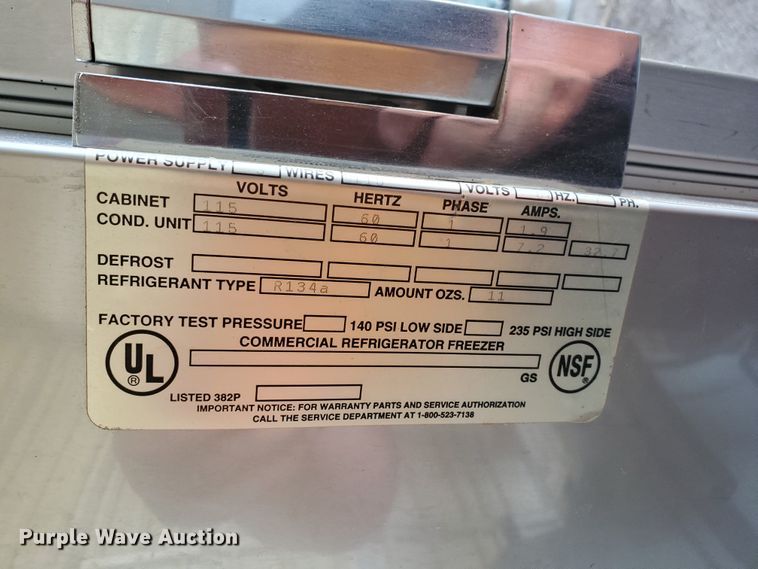 POWER SUPPLY WIRES VOLTS HZ. PH.
VOLTS HERTZ PHASE AMPS.
CABINET 115 60 1 1.9
COND. UNIT 115 60 1 7.2 32.7
DEFROST
REFRIGERANT TYPE R134a AMOUNT OZS. 11
FACTORY TEST PRESSURE 140 PSI LOW SIDE 235 PSI HIGH SIDE
COMMERCIAL REFRIGERATOR FREEZER
UL ® NSF ®
GS
LISTED 382P
IMPORTANT NOTICE: FOR WARRANTY PARTS AND SERVICE AUTHORIZATION
CALL THE SERVICE DEPARTMENT AT 1-800-523-7138
Purple Wave Auction®